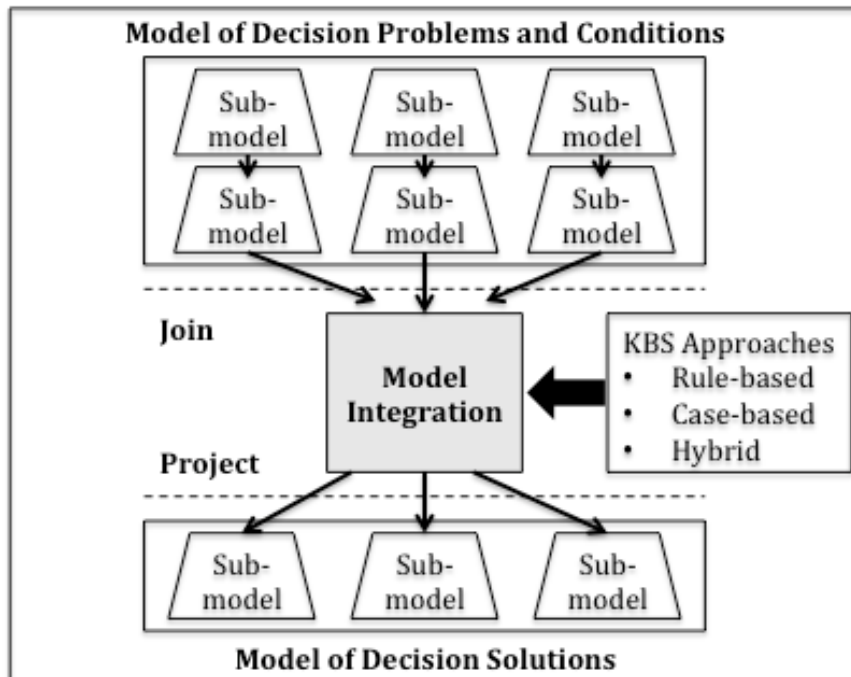 Model of Decision Problems and Conditions
Sub-
model
Sub-
model
Sub-
model
Sub-
model
Sub-
model
Sub-
model
Join
Model
Integration
Project
KBS Approaches
• Rule-based
• Case-based
• Hybrid
Sub-
model
Sub-
model
Sub-
model
Model of Decision Solutions